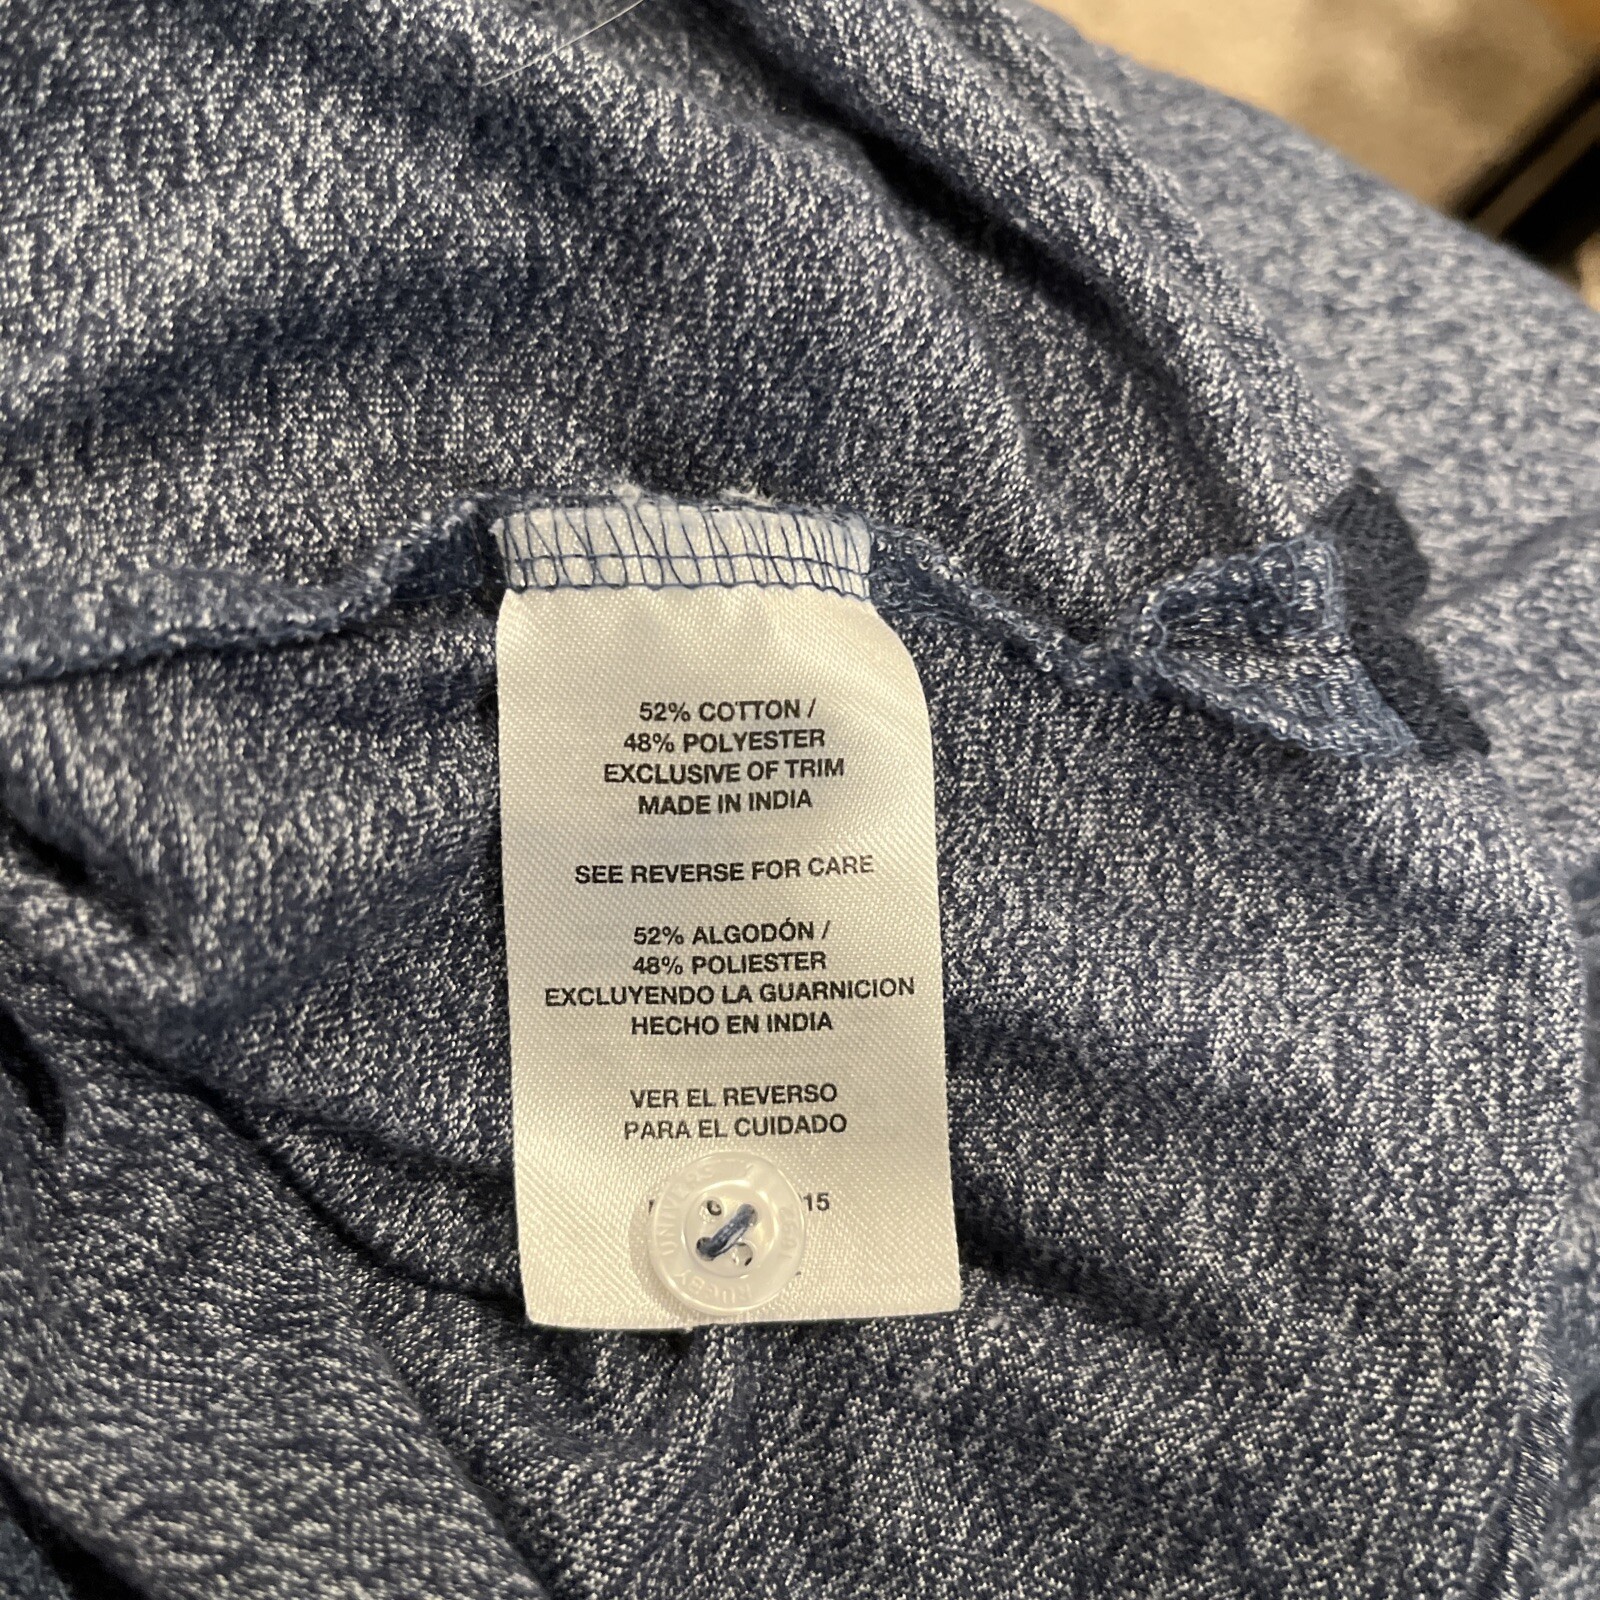 52% COTTON /
48% POLYESTER
EXCLUSIVE OF TRIM
MADE IN INDIA
SEE REVERSE FOR CARE
52% ALGODÓN /
48% POLIESTER
EXCLUYENDO LA GUARNICION
HECHO EN INDIA
VER EL REVERSO
PARA EL CUIDADO
15